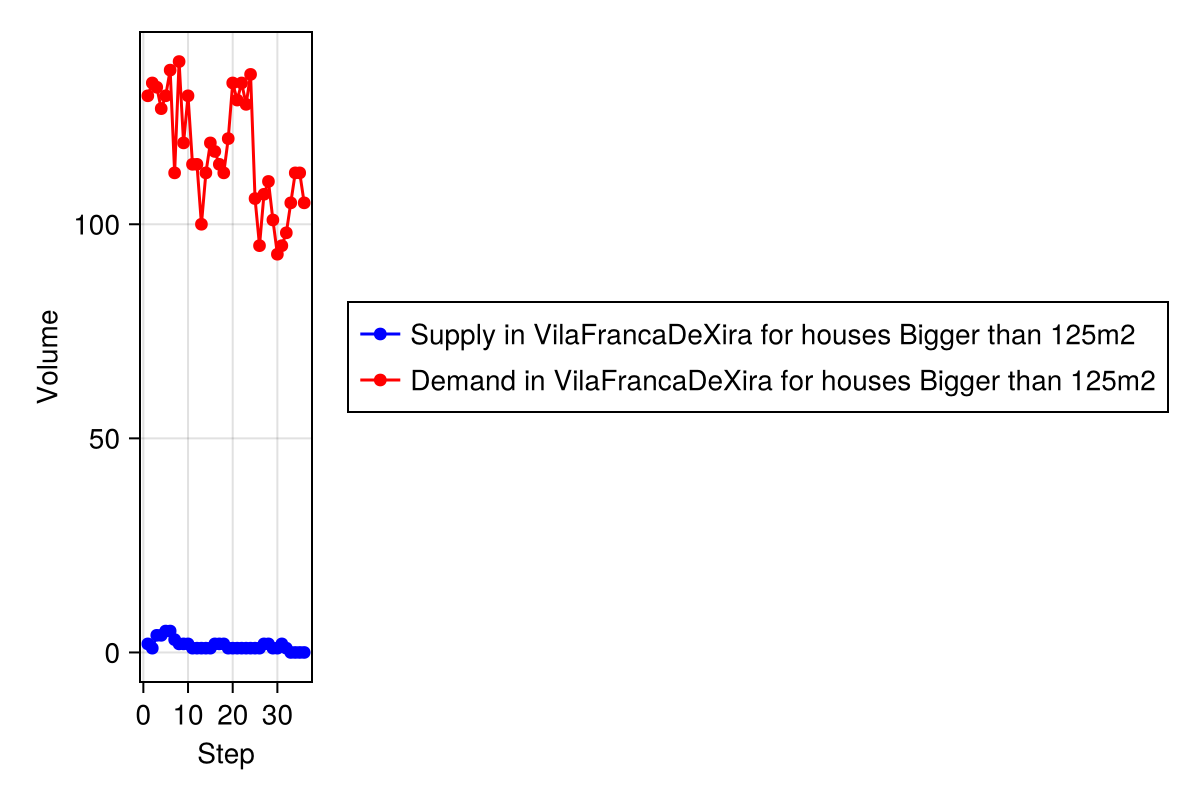 Volume
100
50
0
0 10 20 30
Step
Supply in VilaFrancaDeXira for houses Bigger than 125m2
Demand in VilaFrancaDeXira for houses Bigger than 125m2